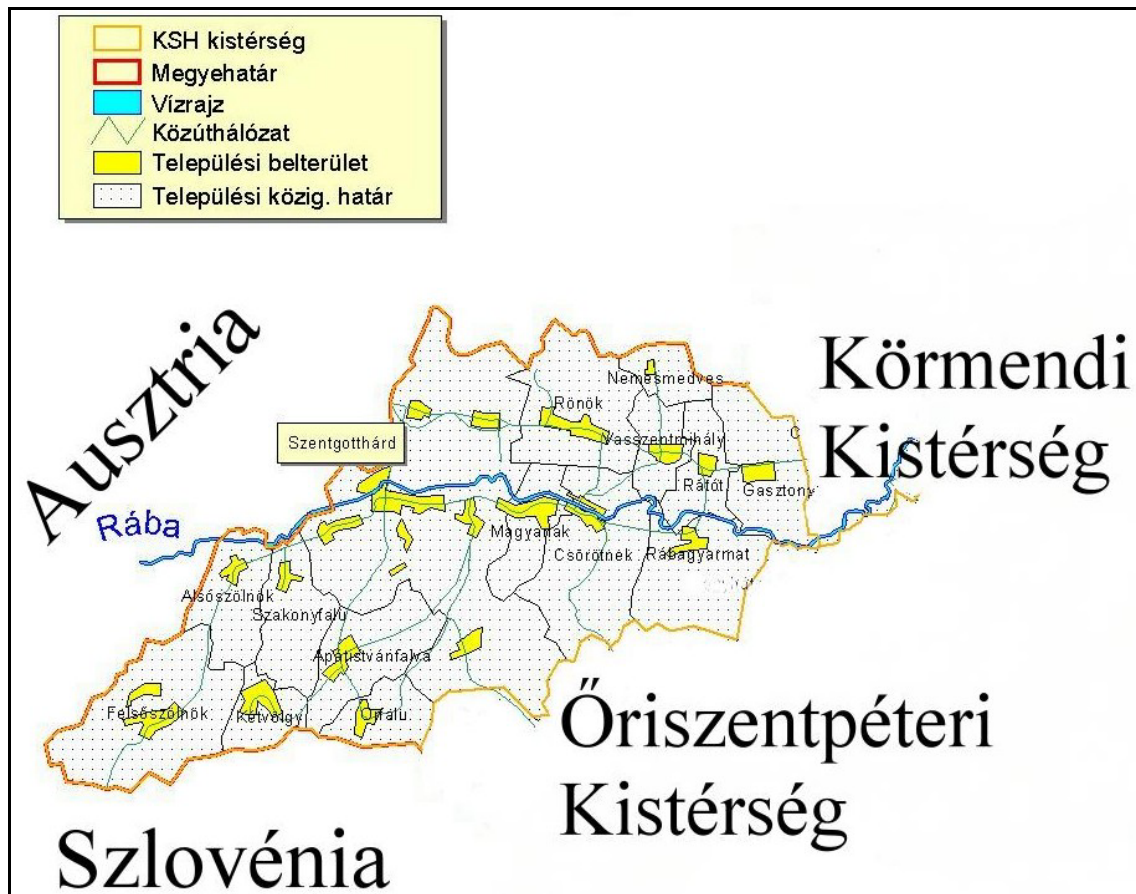 KSH kistérség
Megyehatár
Vízrajz
Közúthálózat
Települési belterület
Települési közig. határ
Ausztria
Körmendi
Kistérség
Nemesmedves
Rönök
Szentgotthárd
Vasszentmihály
Rátót
Gasztony
Rába
Magyarlak
Csörötnek
Rábagyarmat
Alsószölnök
Szakonyfalu
Apátistvánfalva
Felsőszölnök
Kétvölgy
Orfalu
Őriszentpéteri
Kistérség
Szlovénia